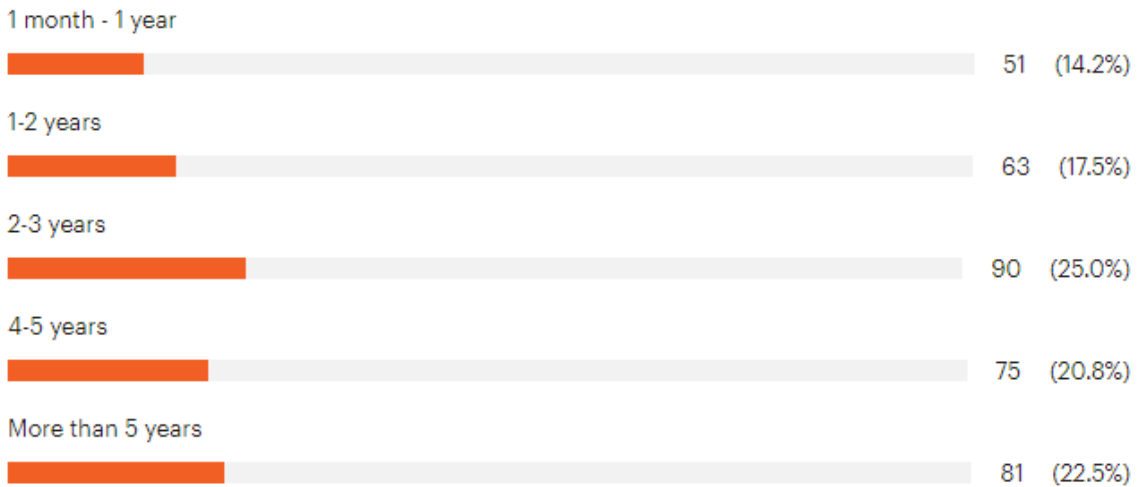 1 month - 1 year
51 (14.2%)
1-2 years
63 (17.5%)
2-3 years
90 (25.0%)
4-5 years
75 (20.8%)
More than 5 years
81 (22.5%)